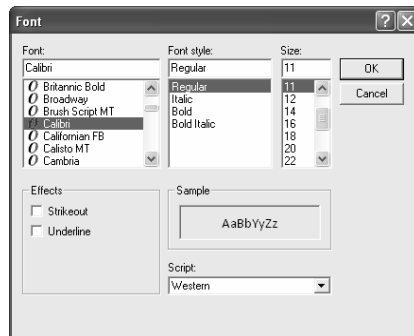 Font
Font: Font style: Size:
Calibri Regular 11 OK
Britannic Bold Regular 11 Cancel
Broadway Italic 12
Brush Script MT Bold 14
Calibri Bold Italic 16
Californian FB 18
Calisto MT 20
Cambria 22
Effects Sample
Strikeout AaBbYyZz
Underline
Script:
Western